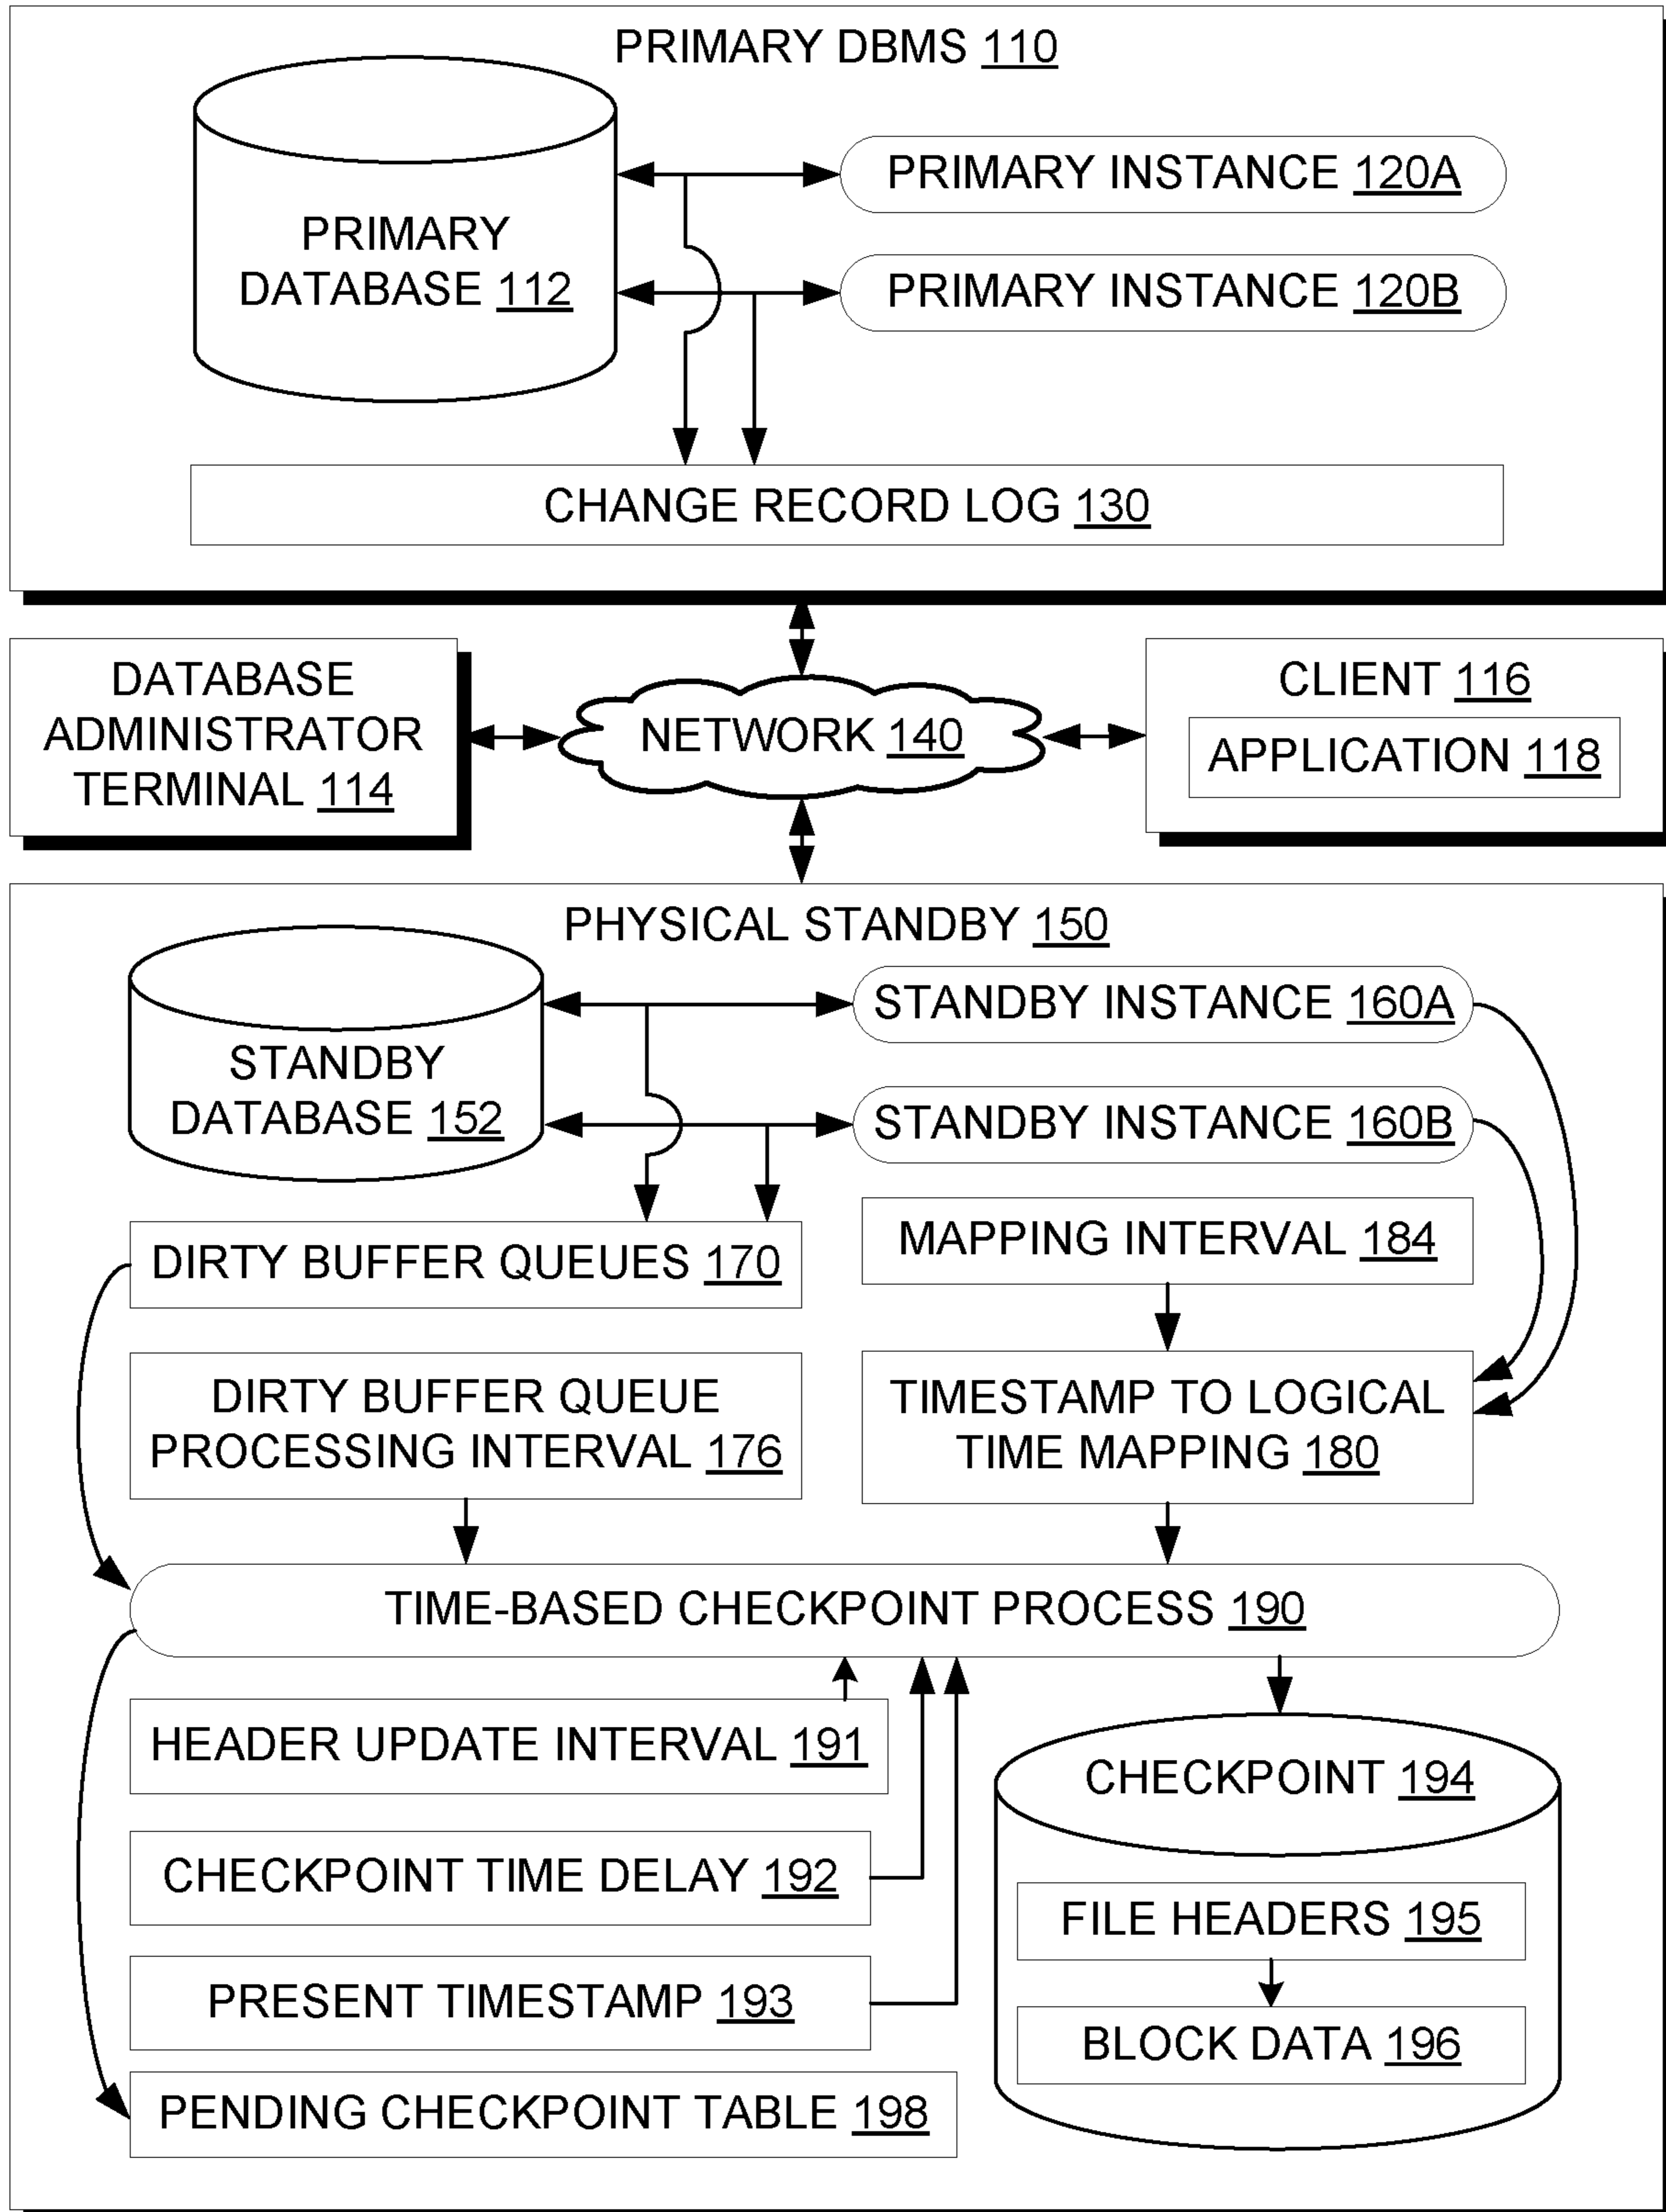 PRIMARY DBMS 110
PRIMARY INSTANCE 120A
PRIMARY
DATABASE 112
PRIMARY INSTANCE 120B
CHANGE RECORD LOG 130
DATABASE
ADMINISTRATOR
TERMINAL 114
NETWORK 140
CLIENT 116
APPLICATION 118
PHYSICAL STANDBY 150
STANDBY INSTANCE 160A
STANDBY
DATABASE 152
STANDBY INSTANCE 160B
DIRTY BUFFER QUEUES 170
MAPPING INTERVAL 184
DIRTY BUFFER QUEUE
PROCESSING INTERVAL 176
TIMESTAMP TO LOGICAL
TIME MAPPING 180
TIME-BASED CHECKPOINT PROCESS 190
HEADER UPDATE INTERVAL 191
CHECKPOINT TIME DELAY 192
PRESENT TIMESTAMP 193
PENDING CHECKPOINT TABLE 198
CHECKPOINT 194
FILE HEADERS 195
BLOCK DATA 196